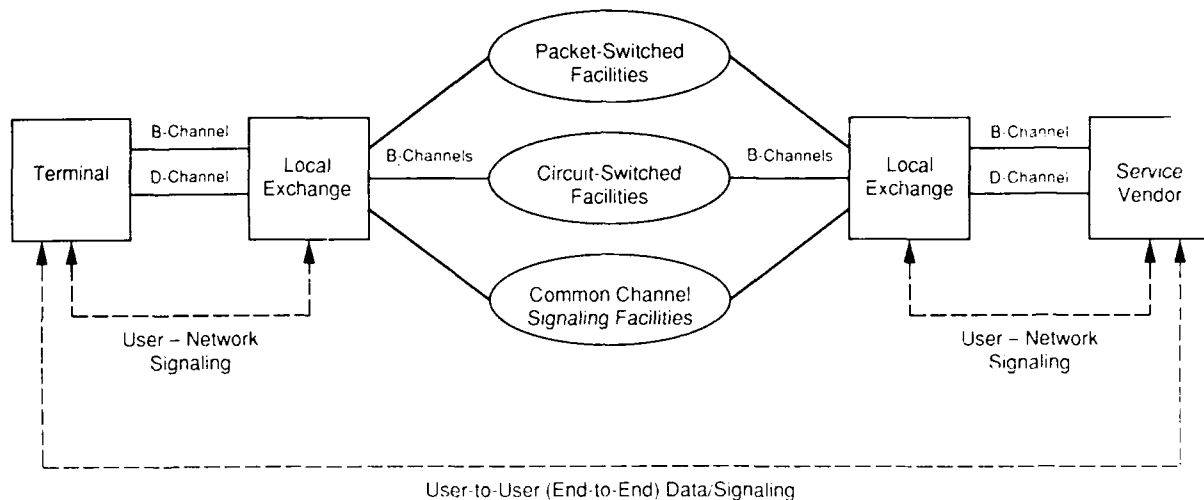 Packet-Switched
Facilities
B-Channel
D-Channel
Terminal
Local
Exchange
B-Channels
Circuit-Switched
Facilities
B-Channels
Local
Exchange
B-Channel
D-Channel
Service
Vendor
Common Channel
Signaling Facilities
User – Network
Signaling
User – Network
Signaling
User-to-User (End-to-End) Data/Signaling